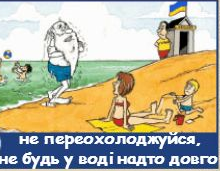 не переохолоджуйся,
не будь у воді надто довго